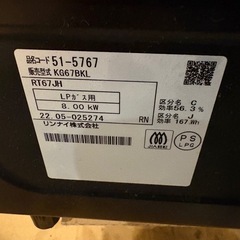 品名コード 51-5767
販売型式 KG67BKL
RT67JH
LPガス用
8.00 kW
22.05-025274 RN
リンナイ株式会社
区分名 C
効率56.3%
区分名 J
効率 167.8Wh
PS
LPG